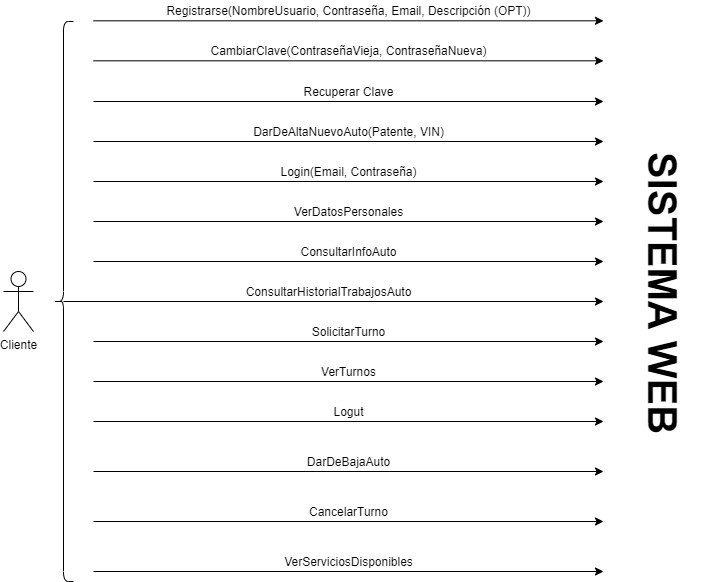 Registrarse(NombreUsuario, Contraseña, Email, Descripción (OPT))
CambiarClave(ContraseñaVieja, ContraseñaNueva)
Recuperar Clave
DarDeAltaNuevoAuto(Patente, VIN)
Login(Email, Contraseña)
VerDatosPersonales
ConsultarInfoAuto
ConsultarHistorialTrabajosAuto
SolicitarTurno
VerTurnos
Logut
DarDeBajaAuto
CancelarTurno
VerServiciosDisponibles
Cliente
SISTEMA WEB